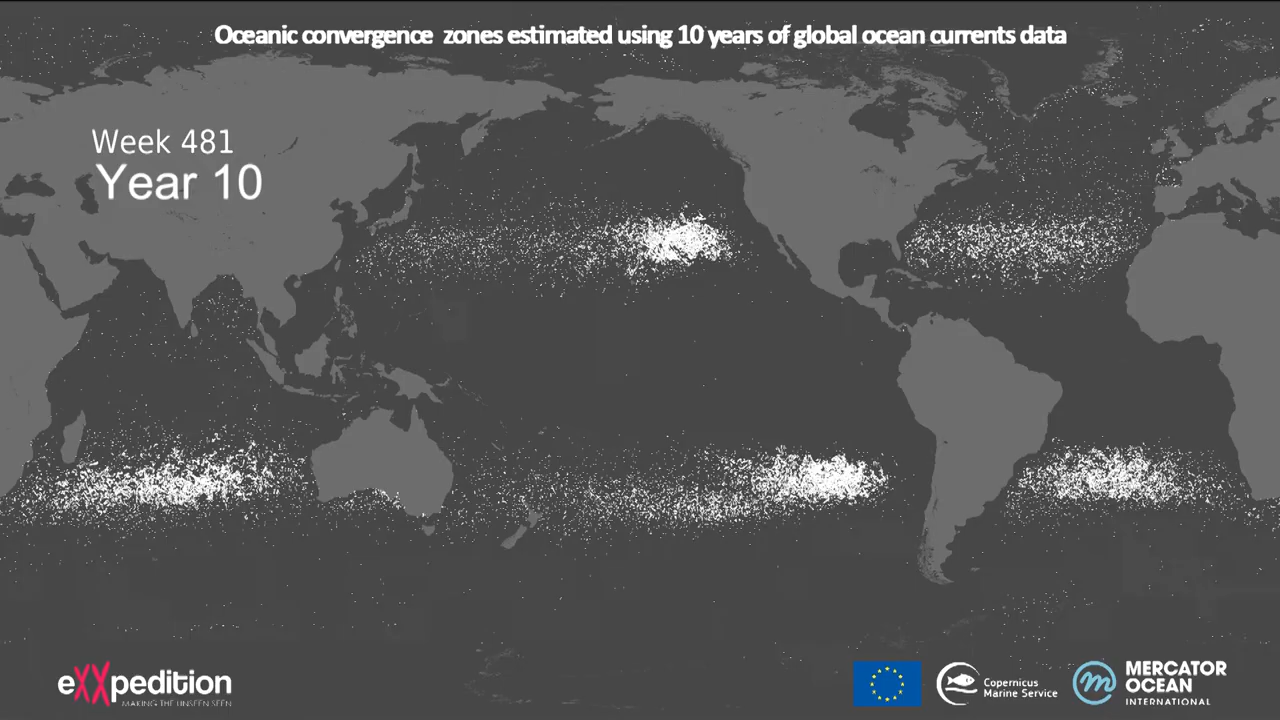 Oceanic convergence zones estimated using 10 years of global ocean currents data
Week 481
Year 10
eXXpedition
MAKING THE UNSEEN SEEN
Copernicus
Marine Service
MERCATOR
OCEAN
INTERNATIONAL